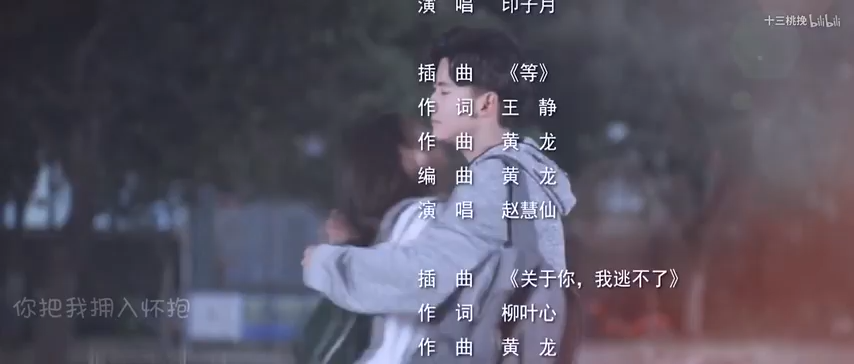 演 唱 印子月
十三桃挽 bilibili
插 曲 《等》
作 词 王 静
作 曲 黄 龙
编 曲 黄 龙
演 唱 赵慧仙
插 曲 《关于你，我逃不了》
你把我拥入怀抱
作 词 柳叶心
作 曲 黄 龙